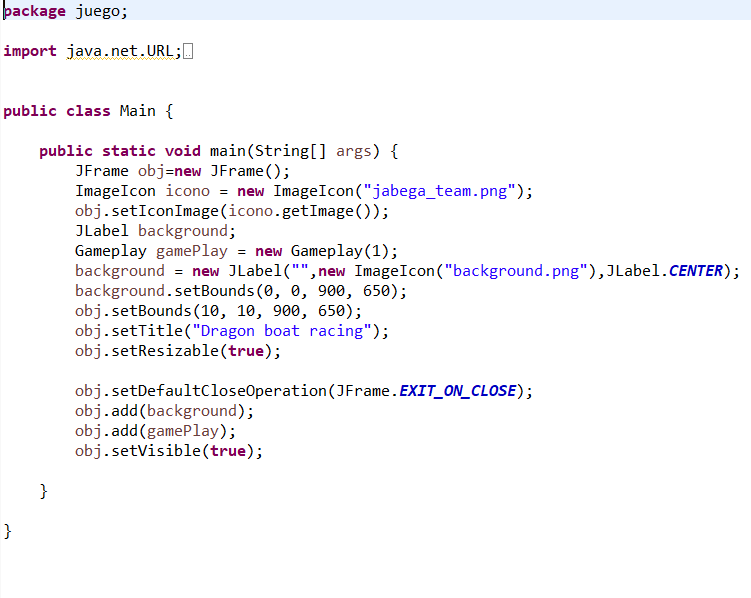 package juego;
import java.net.URL;
public class Main {
public static void main(String[] args) {
JFrame obj=new JFrame();
ImageIcon icono = new ImageIcon("jabega_team.png");
obj.setIconImage(icono.getImage());
JLabel background;
Gameplay gamePlay = new Gameplay(1);
background = new JLabel("",new ImageIcon("background.png"),JLabel.CENTER);
background.setBounds(0, 0, 900, 650);
obj.setBounds(10, 10, 900, 650);
obj.setTitle("Dragon boat racing");
obj.setResizable(true);
obj.setDefaultCloseOperation(JFrame.EXIT_ON_CLOSE);
obj.add(background);
obj.add(gamePlay);
obj.setVisible(true);
}
}